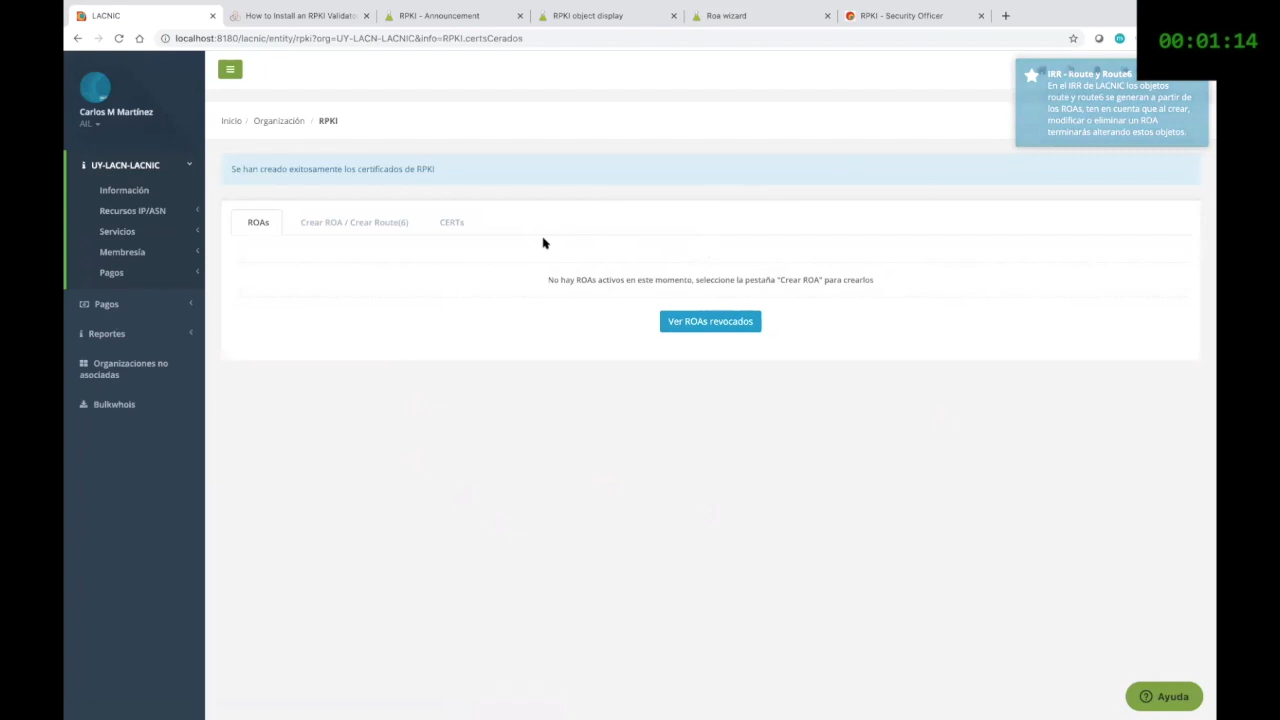 LACNIC
How to Install an RPKI Validato
RPKI - Announcement
RPKI object display
Roa wizard
RPKI - Security Officer
00:01:14
localhost:8180/lacnic/entity/rpki?org=UY-LACN-LACNIC&info=RPKI.certsCerados
Carlos M Martínez
AIL
UY-LACN-LACNIC
Información
Recursos IP/ASN
Servicios
Membresía
Pagos
Pagos
Reportes
Organizaciones no
asociadas
Bulkwhois
IRR - Route y Route6
En el IRR de LACNIC los objetos
route y route6 se generan a partir de
los ROAs, ten en cuenta que al crear,
modificar o eliminar un ROA
terminarás alterando estos objetos.
Inicio / Organización / RPKI
Se han creado exitosamente los certificados de RPKI
ROAs
Crear ROA / Crear Route(6)
CERTs
No hay ROAs activos en este momento, seleccione la pestaña "Crear ROA" para crearlos
Ver ROAs revocados
Ayuda